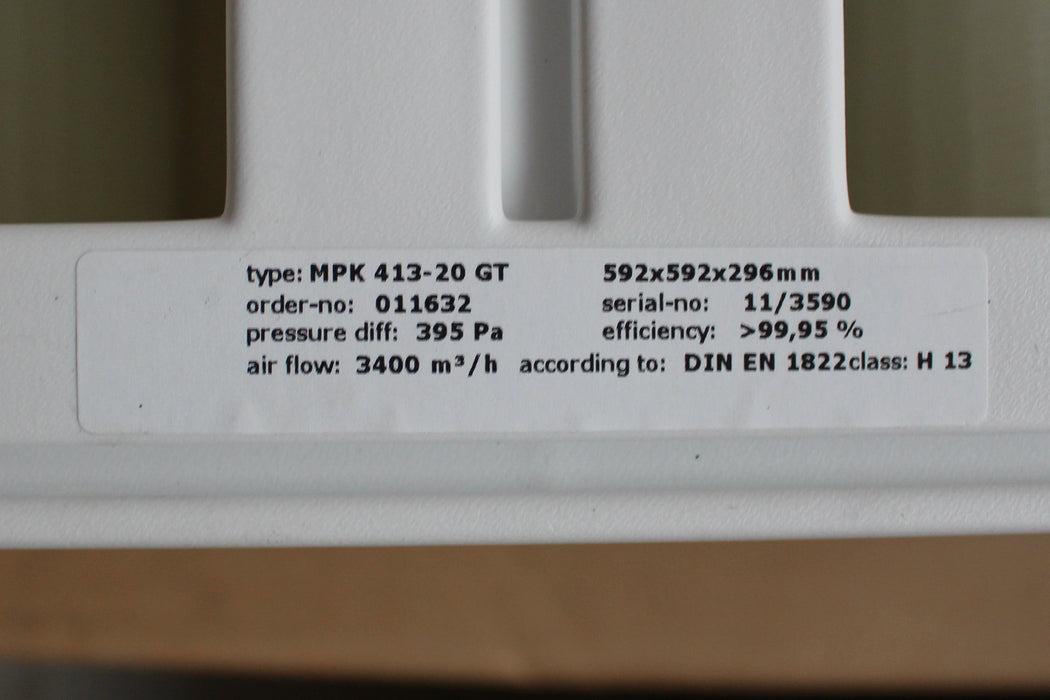 type: MPK 413-20 GT 592x592x296mm
order-no: 011632 serial-no: 11/3590
pressure diff: 395 Pa efficiency: >99,95 %
air flow: 3400 m³/h according to: DIN EN 1822class: H 13